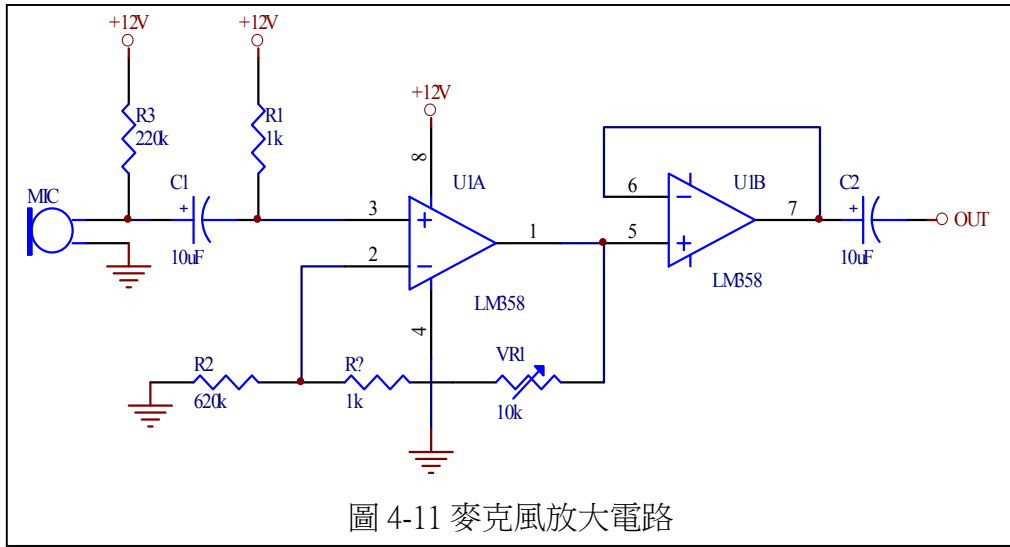 +12V
+12V
+12V
R3
220k
R1
1k
8
C1
10uF
MIC
U1A
3
2
1
LM358
4
6
5
U1B
7
LM358
C2
10uF
OUT
R2
620k
R?
1k
VR1
10k
圖 4-11 麥克風放大電路